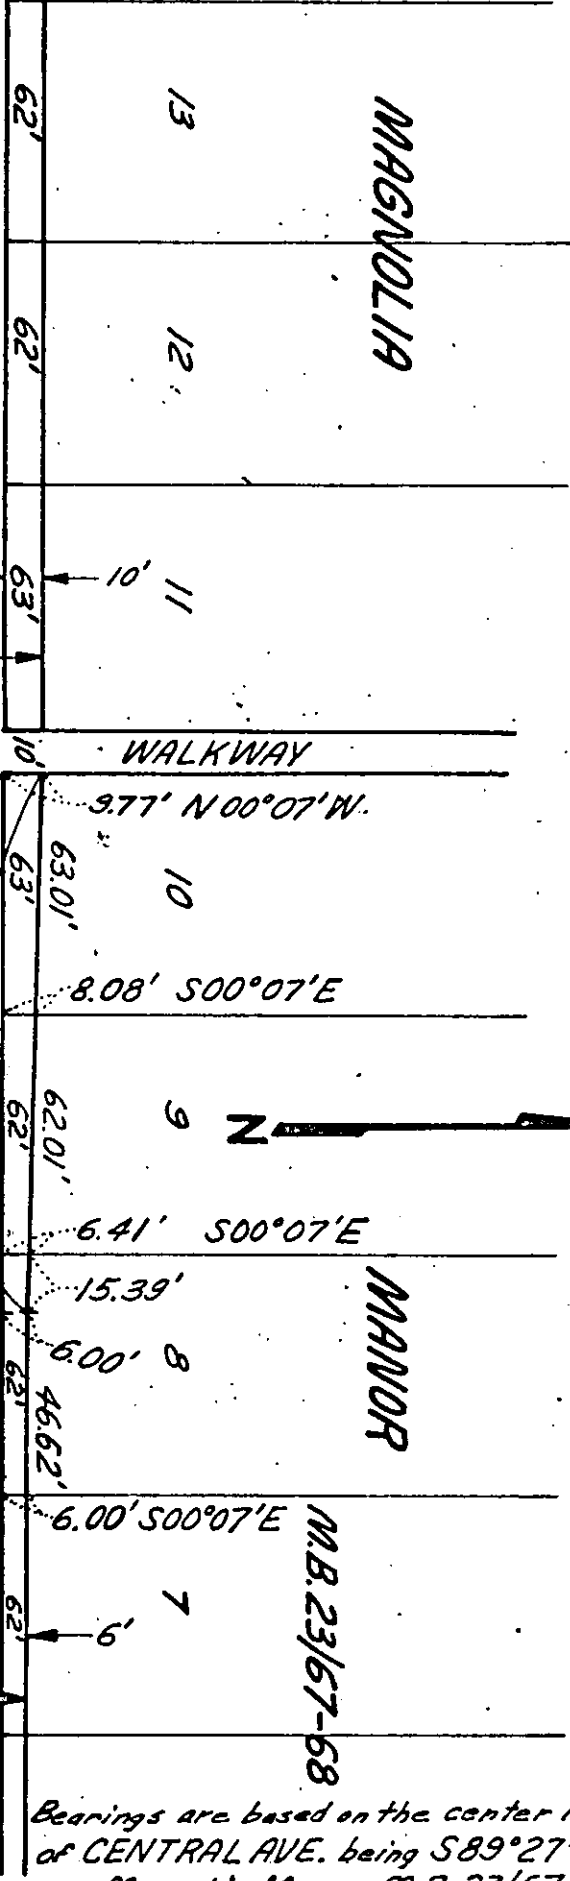 13
62'
MAGNOLIA
12
62'
10'
11
63'
10'
WALKWAY
9.77' N00°07'W.
10
63.01'
63'
8.08' S00°07'E
9
N
62.01'
62'
6.41' S00°07'E
15.39'
MANOR
6.00'
8
62'
46.62'
6.00' S00°07'E
M.B. 23/67-68
7
62'
6'
Bearings are based on the center
of CENTRAL AVE. being S89°27'